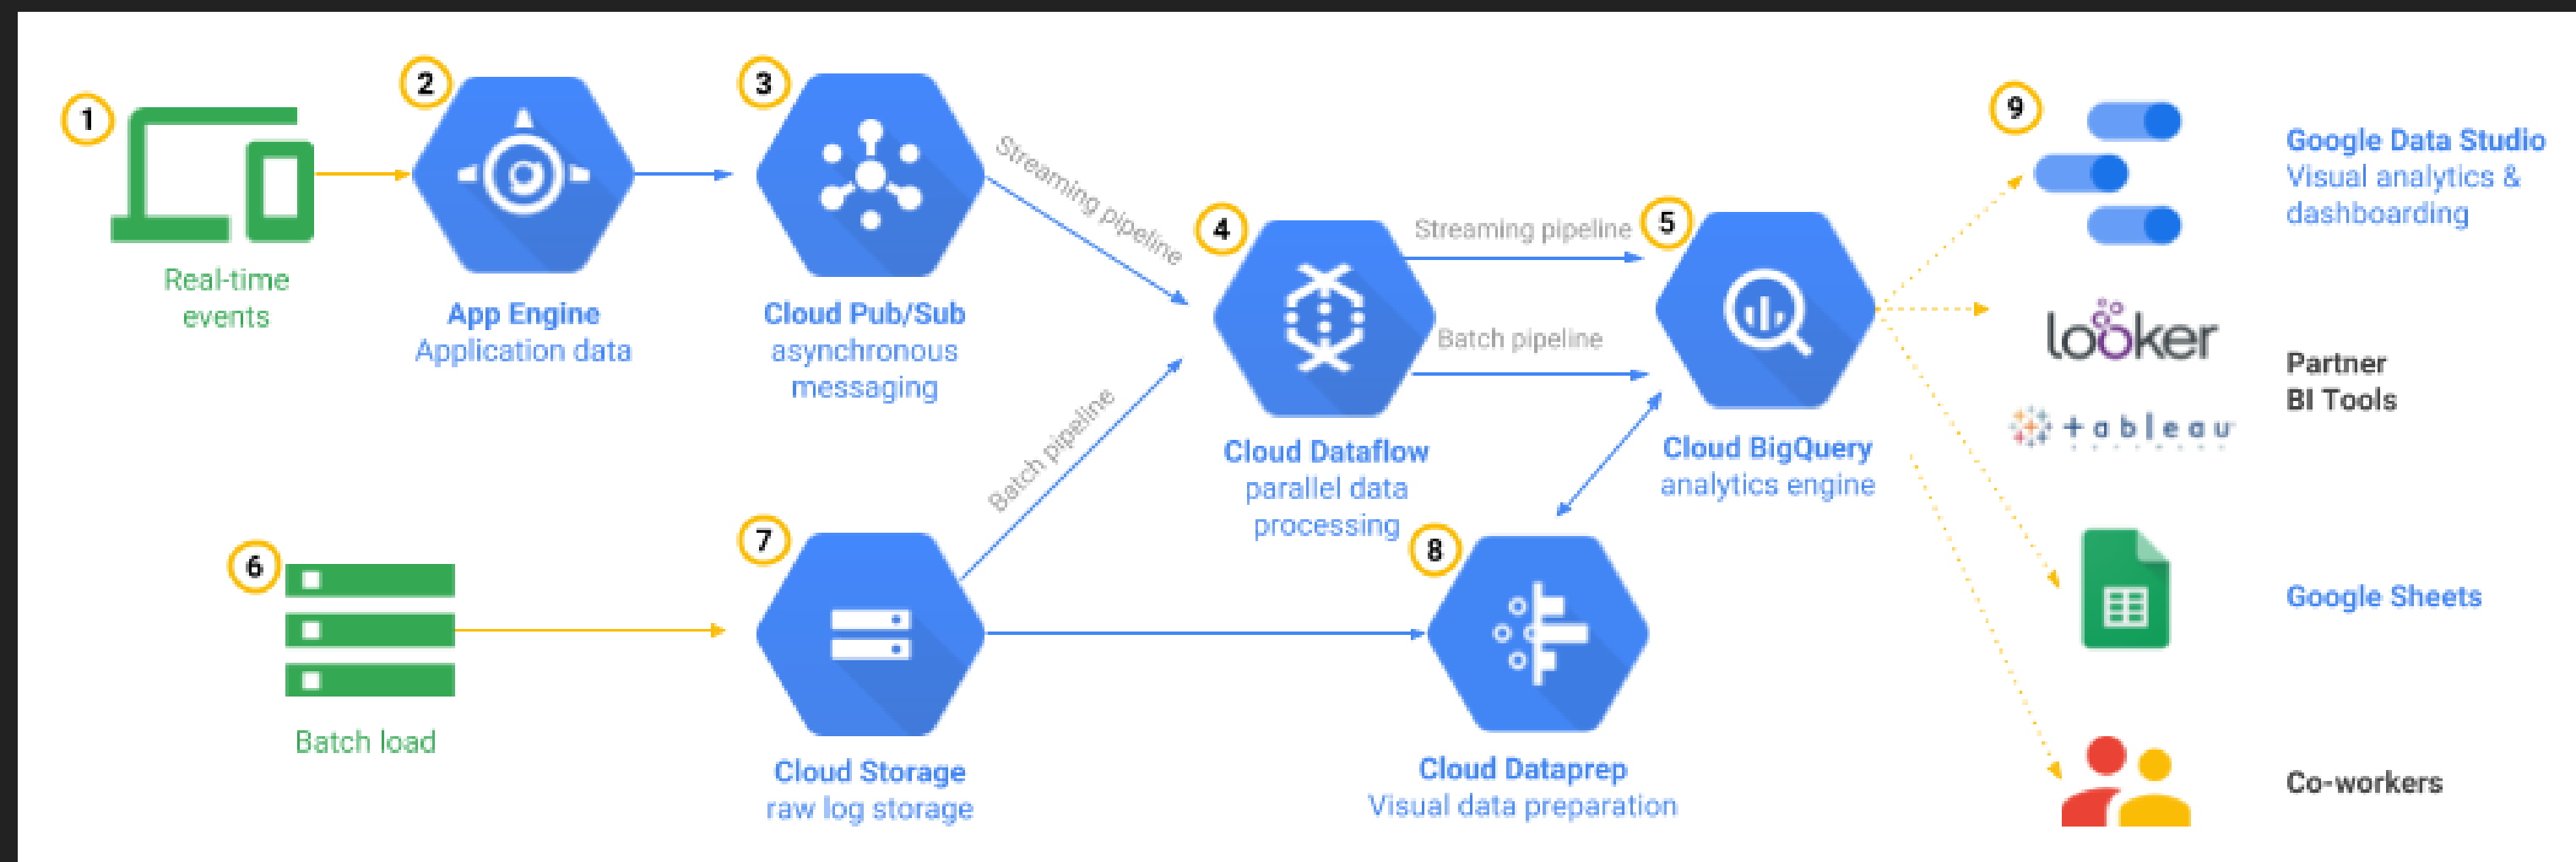 1
Real-time
events
2
App Engine
Application data
3
Cloud Pub/Sub
asynchronous
messaging
Streaming pipeline
Batch pipeline
4
Cloud Dataflow
parallel data
processing
Streaming pipeline
Batch pipeline
5
Cloud BigQuery
analytics engine
6
Batch load
7
Cloud Storage
raw log storage
8
Cloud Dataprep
Visual data preparation
9
Google Data Studio
Visual analytics &
dashboarding
looker
+ableau
Partner
BI Tools
Google Sheets
Co-workers